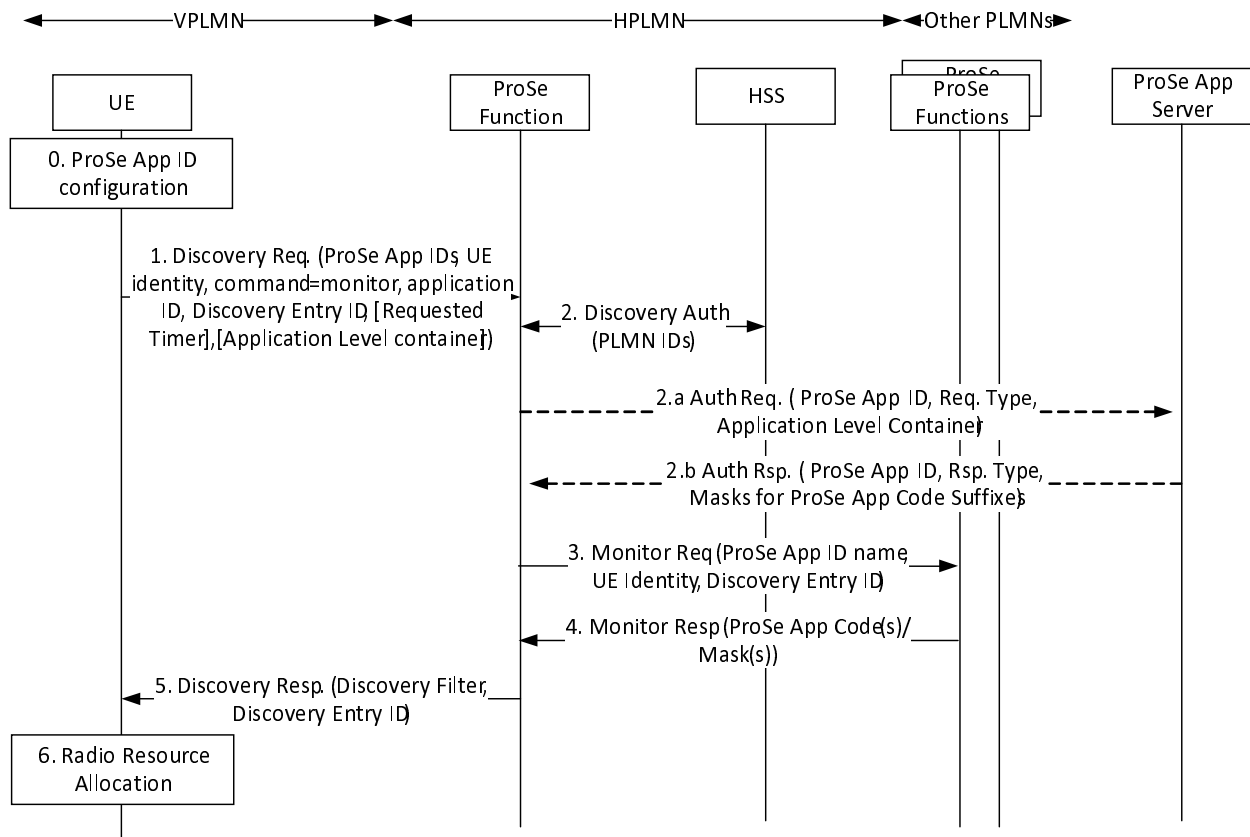 VPLMN
HPLMN
Other PLMNs
UE
ProSe
Function
HSS
ProSe
ProSe
Functions
ProSe App
Server
0. ProSe App ID
configuration
1. Discovery Req. (ProSe App IDs, UE
identity, command=monitor, application
ID, Discovery Entry ID, [Requested
Timer],[Application Level container])
2. Discovery Auth
(PLMN IDs)
2.a Auth Req. ( ProSe App ID, Req. Type,
Application Level Container)
2.b Auth Rsp. ( ProSe App ID, Rsp. Type,
Masks for ProSe App Code Suffixes)
3. Monitor Req (ProSe App ID name,
UE Identity, Discovery Entry ID)
4. Monitor Resp (ProSe App Code(s)/
Mask(s))
5. Discovery Resp. (Discovery Filter,
Discovery Entry ID)
6. Radio Resource
Allocation